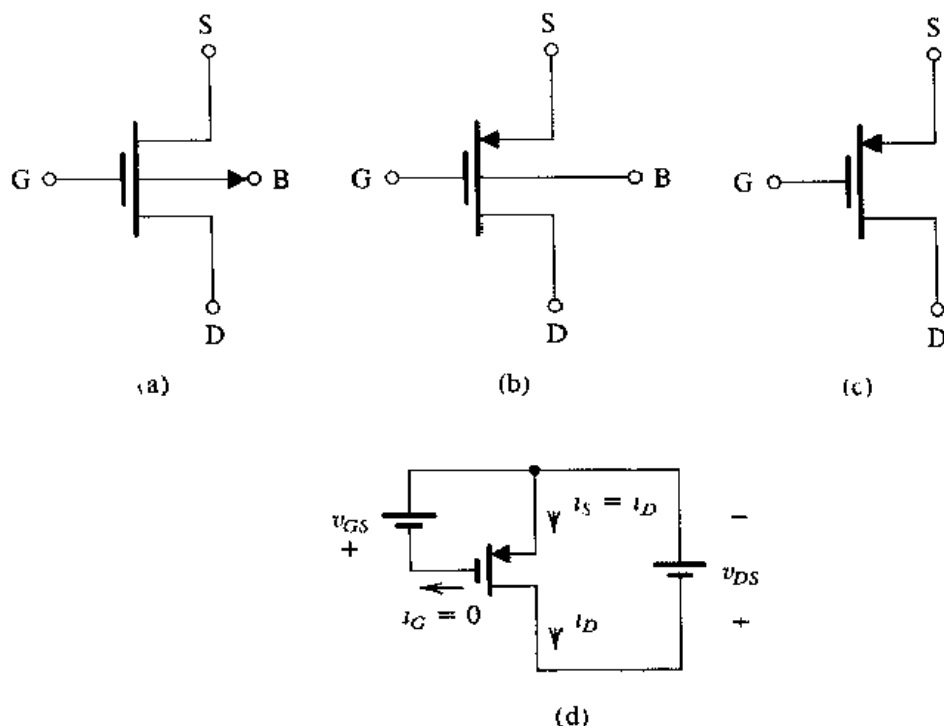 S
S
S
G
B
G
B
G
D
D
D
(a)
(b)
(c)
v_GS
+
i_S = i_D
−
v_DS
+
i_G = 0
i_D
(d)